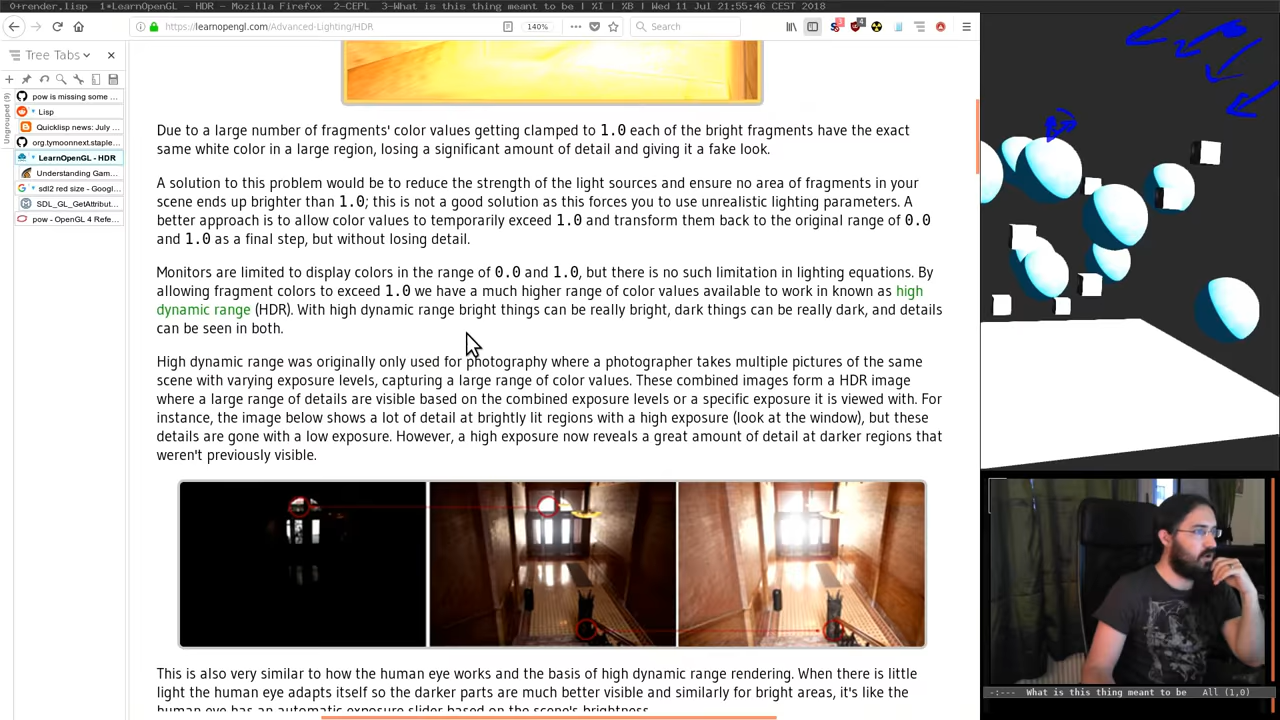 0*render.lisp 1*LearnOpenGL - HDR - Mozilla Firefox 2-CEPL 3-What is this thing meant to be | %I | %B | Wed 11 Jul 21:55:46 CEST 2018
https://learnopengl.com/Advanced-Lighting/HDR
140%
Search
Tree Tabs
Ungrouped (9)
pow is missing some ...
Lisp
Quicklisp news: July ...
org.tymoonnext.staple...
LearnOpenGL - HDR
Understanding Gam...
sdl2 red size - Googl...
SDL_GL_GetAttribut...
pow - OpenGL 4 Refe...
Due to a large number of fragments' color values getting clamped to 1.0 each of the bright fragments have the exact
same white color in a large region, losing a significant amount of detail and giving it a fake look.
A solution to this problem would be to reduce the strength of the light sources and ensure no area of fragments in your
scene ends up brighter than 1.0; this is not a good solution as this forces you to use unrealistic lighting parameters. A
better approach is to allow color values to temporarily exceed 1.0 and transform them back to the original range of 0.0
and 1.0 as a final step, but without losing detail.
Monitors are limited to display colors in the range of 0.0 and 1.0, but there is no such limitation in lighting equations. By
allowing fragment colors to exceed 1.0 we have a much higher range of color values available to work in known as high
dynamic range (HDR). With high dynamic range bright things can be really bright, dark things can be really dark, and details
can be seen in both.
High dynamic range was originally only used for photography where a photographer takes multiple pictures of the same
scene with varying exposure levels, capturing a large range of color values. These combined images form a HDR image
where a large range of details are visible based on the combined exposure levels or a specific exposure it is viewed with. For
instance, the image below shows a lot of detail at brightly lit regions with a high exposure (look at the window), but these
details are gone with a low exposure. However, a high exposure now reveals a great amount of detail at darker regions that
weren't previously visible.
This is also very similar to how the human eye works and the basis of high dynamic range rendering. When there is little
light the human eye adapts itself so the darker parts are much better visible and similarly for bright areas, it's like the
human eye has an automatic exposure slider based on the scene's brightness.
-:--- What is this thing meant to be All (1,0)